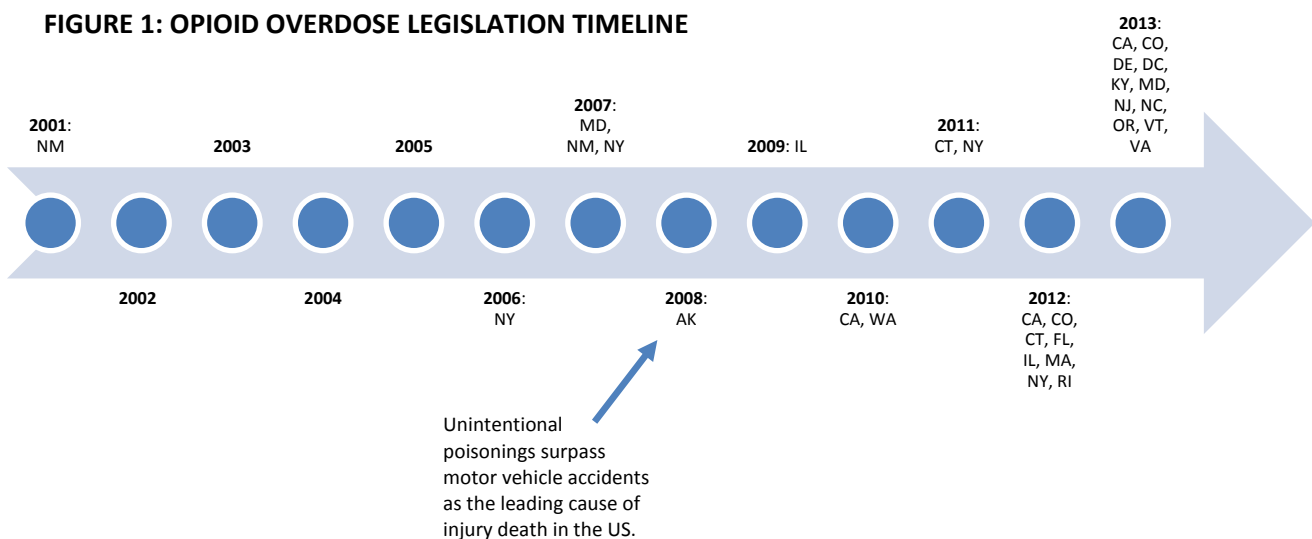 FIGURE 1: OPIOID OVERDOSE LEGISLATION TIMELINE
2001:
NM
2002
2003
2004
2005
2006:
NY
2007:
MD,
NM, NY
2008:
AK
2009: IL
2010:
CA, WA
2011:
CT, NY
2012:
CA, CO,
CT, FL,
IL, MA,
NY, RI
2013:
CA, CO,
DE, DC,
KY, MD,
NJ, NC,
OR, VT,
VA
Unintentional
poisonings surpass
motor vehicle accidents
as the leading cause of
injury death in the US.